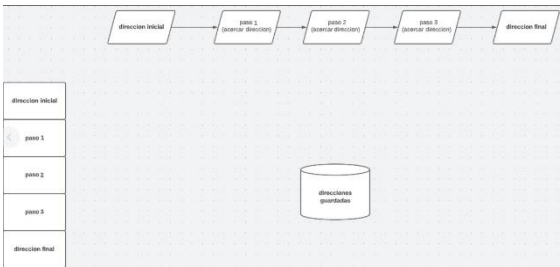 direccion inicial
paso 1
(acercar direccion)
paso 2
(acercar direccion)
paso 3
(acercar direccion)
direccion final
direccion inicial
paso 1
paso 2
paso 3
direccion final
direcciones
guardadas